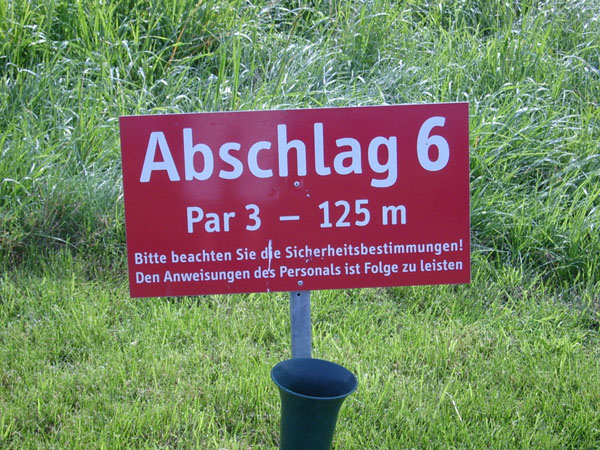 Abschlag 6
Par 3 – 125 m
Bitte beachten Sie die Sicherheitsbestimmungen!
Den Anweisungen des Personals ist Folge zu leisten